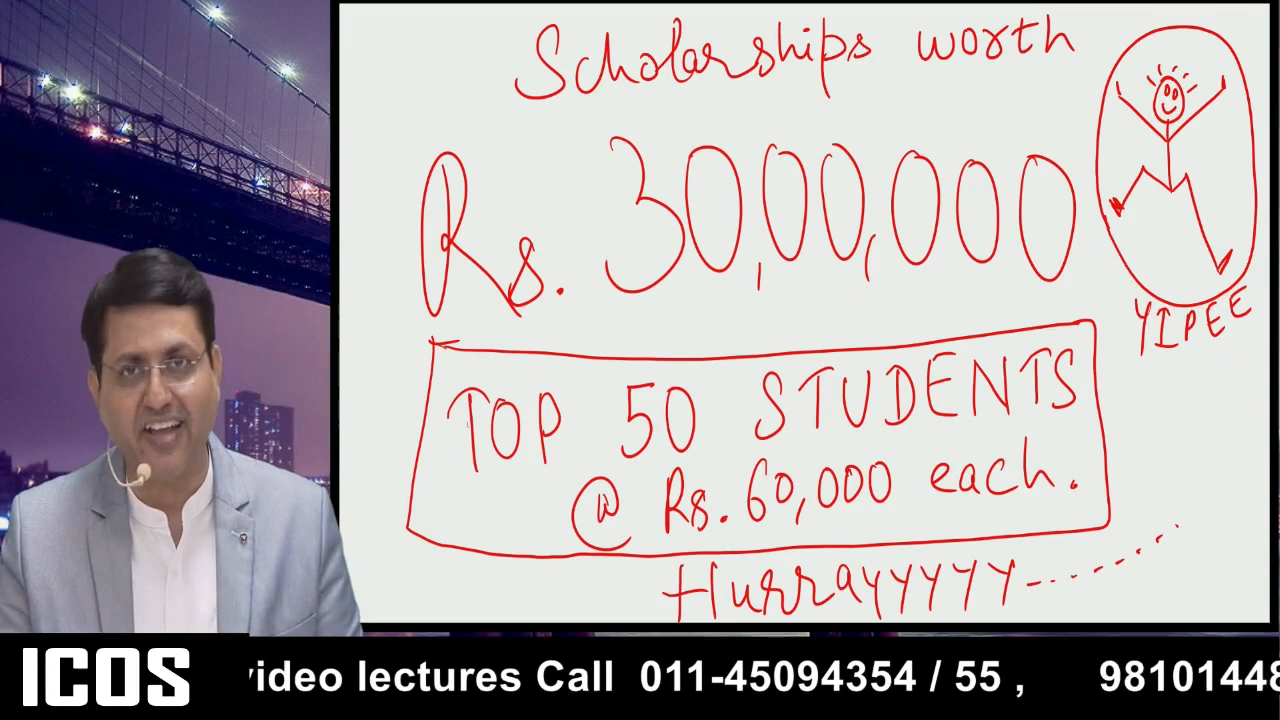 Scholarships worth
Rs. 30,00,000
YIPEE
TOP 50 STUDENTS
@ Rs. 60,000 each.
Hurrayyyyy--.......
ICOS
video lectures Call 011-45094354 / 55 , 98101448